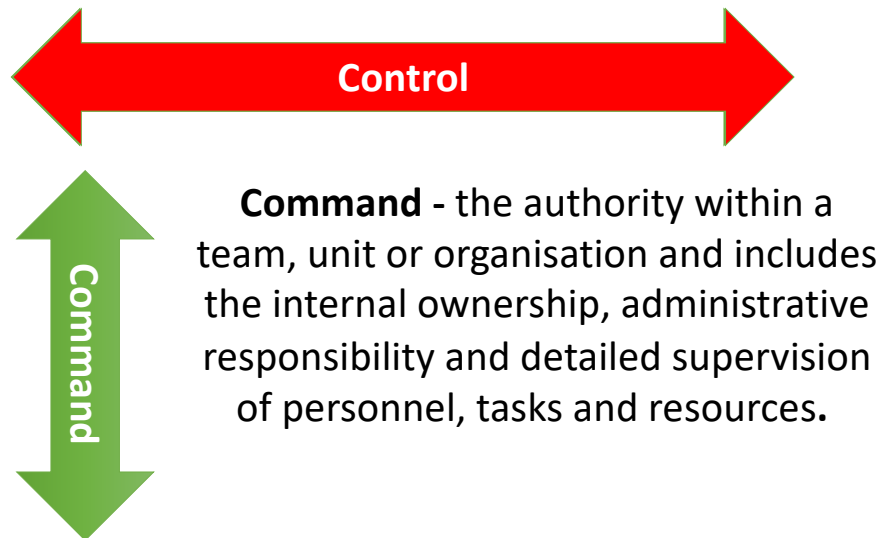 Control
Command - the authority within a
team, unit or organisation and includes
the internal ownership, administrative
responsibility and detailed supervision
of personnel, tasks and resources.
Command